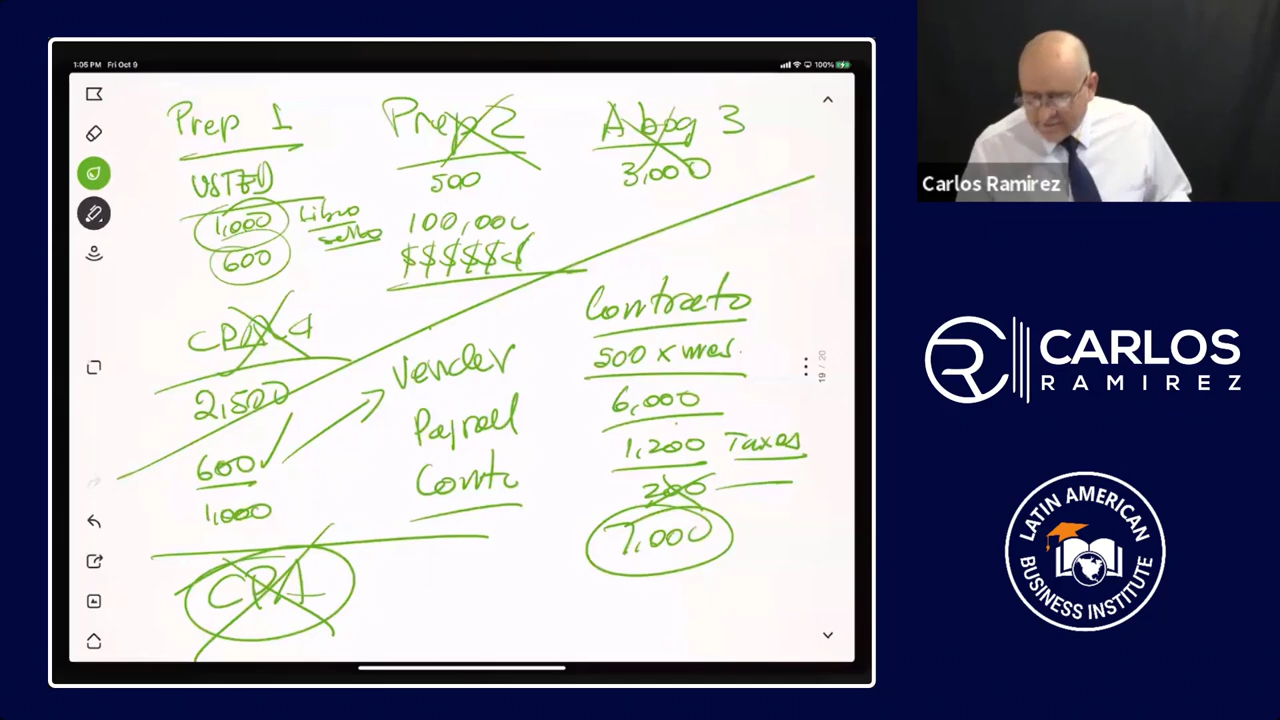 1:05 PM Fri Oct 9
100%
Prep 1
USTED
1,000 Libro
sello
600
CPA 4
2,500
600
1,000
CPA
Prep 2
500
100,000
$$$$$
Vender
Payroll
Cont
Abog 3
3,000
Contrato
500 x mes.
6,000
1,200 Taxes
200
7,000
19 / 20
Carlos Ramirez
CARLOS
RAMIREZ
LATIN AMERICAN
BUSINESS INSTITUTE